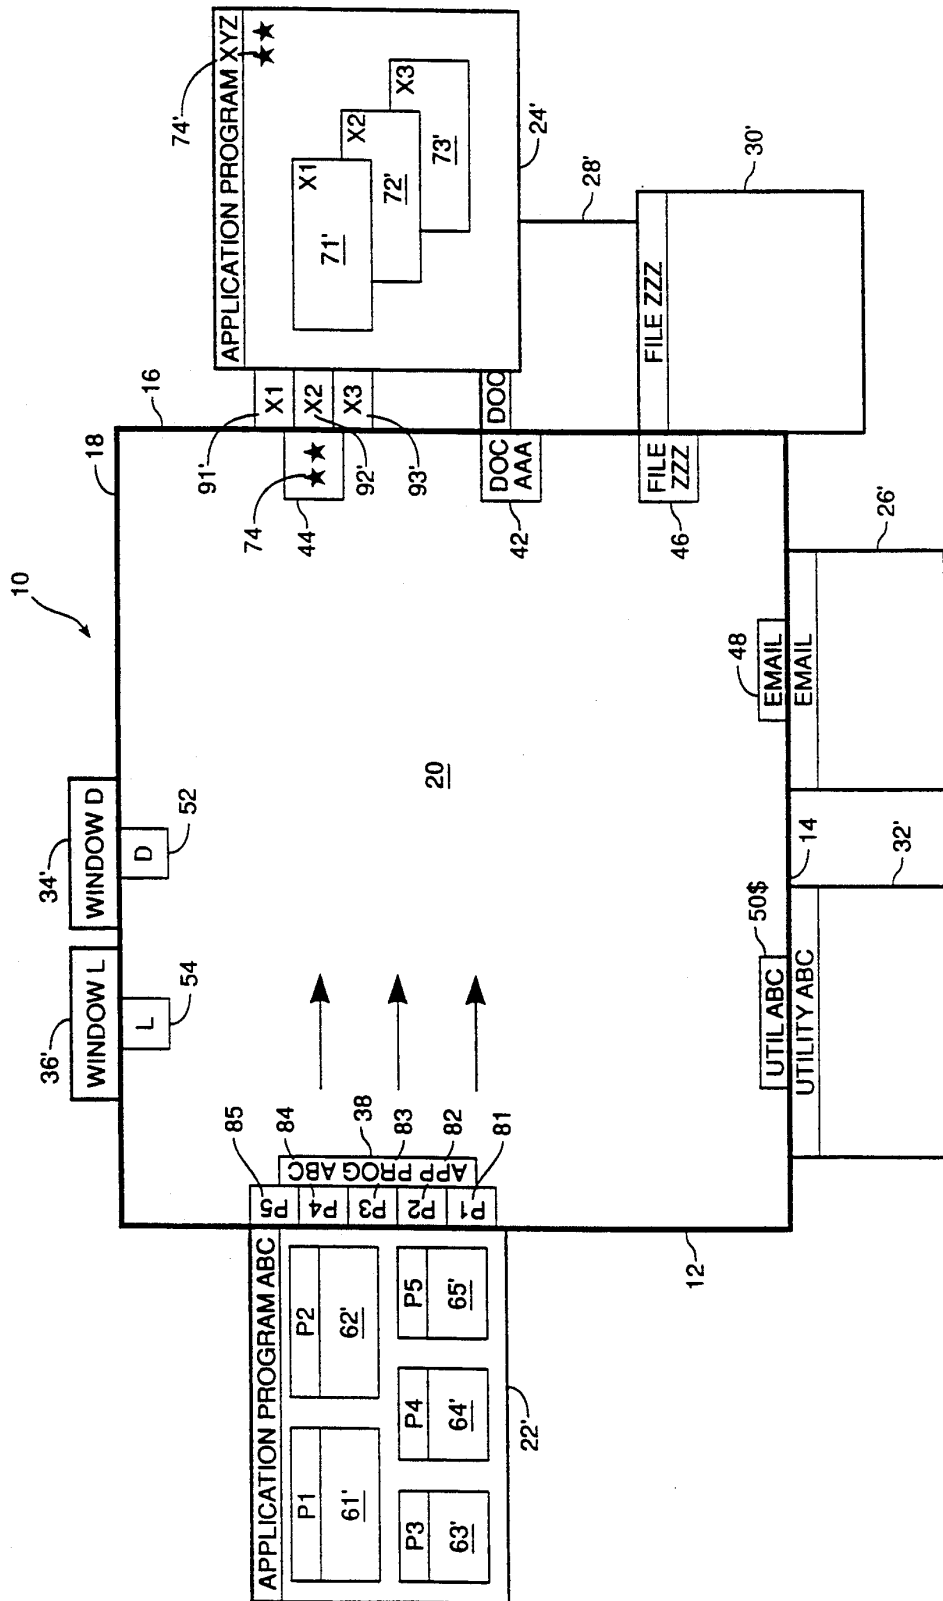 10
34'
WINDOW D
D
52
36'
WINDOW L
L
54
18
16
20
12
14
APPLICATION PROGRAM ABC
P1
61'
P2
62'
P3
63'
P4
64'
P5
65'
22'
P5
P4
P3
P2
P1
APP PROG ABC
85
84
38
83
82
81
APPLICATION PROGRAM XYZ
74'
X1
71'
X2
72'
X3
73'
24'
X1
X2
X3
91'
92'
93'
74
44
DOC
AAA
DOC
42
28'
FILE
ZZZ
46
FILE ZZZ
30'
UTIL ABC
50$
UTILITY ABC
32'
EMAIL
48
EMAIL
26'